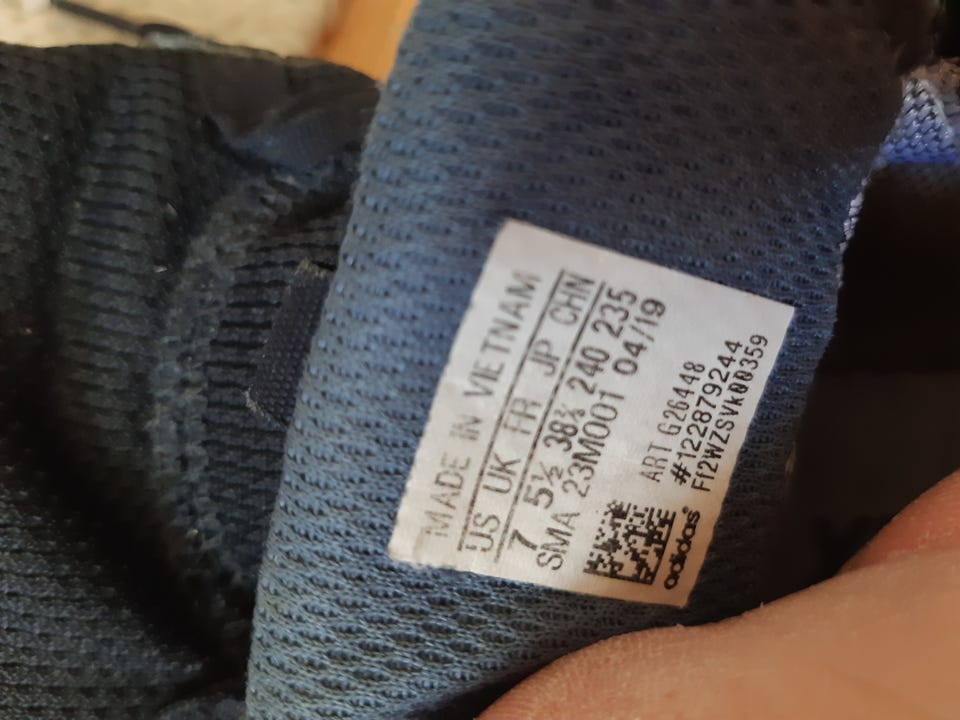 MADE IN VIETNAM
US UK FR JP CHN
7 5½ 38⅔ 240 235
SMA 23M001 04/19
ART G26448
#122879244
Ff2WZSVk00359
adidas